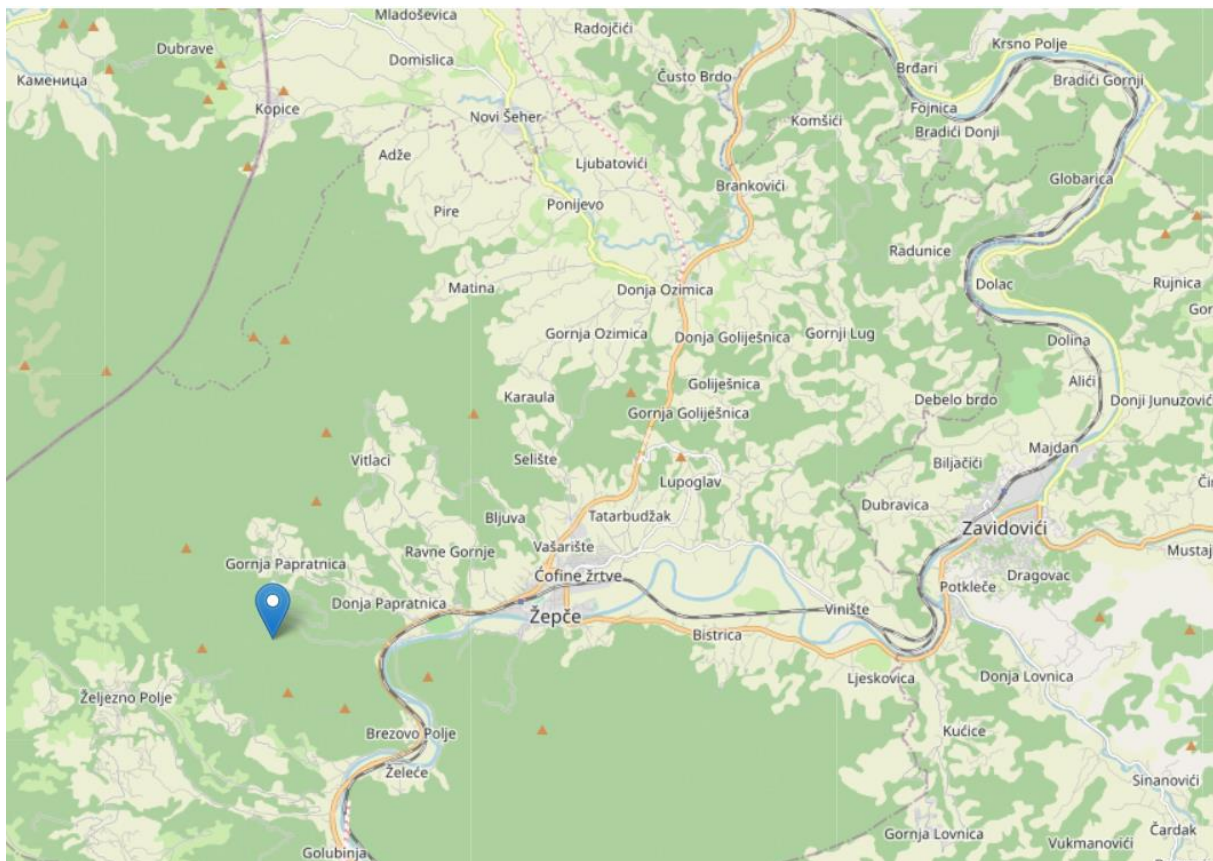 Mladoševica
Radojčići
Krsno Polje
Dubrave
Domislica
Čusto Brdo
Brđari
Bradići Gornji
Каменица
Kopice
Novi Šeher
Komšići
Fojnica
Bradići Donji
Adže
Ljubatovići
Globarica
Brankovići
Pire
Ponijevo
Radunice
Matina
Donja Ozimica
Dolac
Rujnica
Gor
Gornja Ozimica
Donja Goliješnica
Gornji Lug
Dolina
Goliješnica
Alići
Karaula
Debelo brdo
Donji Junuzovići
Gornja Goliješnica
Vitlaci
Selište
Majdan
Biljačići
Lupoglav
Či
Bljuva
Tatarbudžak
Dubravica
Zavidovići
Ravne Gornje
Vašarište
Mustaj
Gornja Papratnica
Ćofine žrtve
Dragovac
Potkleče
Donja Papratnica
Žepče
Vinište
Bistrica
Ljeskovica
Donja Lovnica
Željezno Polje
Brezovo Polje
Kućice
Želeće
Sinanovići
Gornja Lovnica
Čardak
Vukmanovići
Golubinja